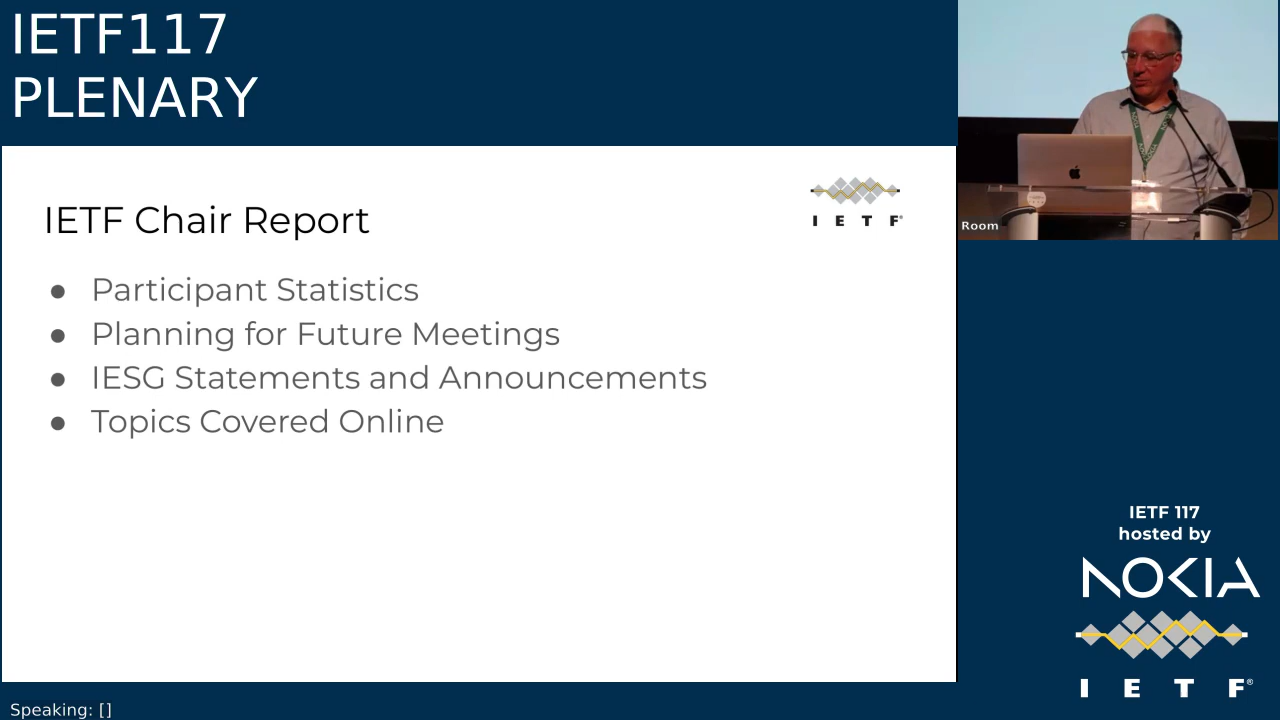 IETF117
PLENARY
IETF Chair Report
I E T F®
● Participant Statistics
● Planning for Future Meetings
● IESG Statements and Announcements
● Topics Covered Online
Room
NOKIA
IETF 117
hosted by
NOKIA
I E T F®
Speaking: []